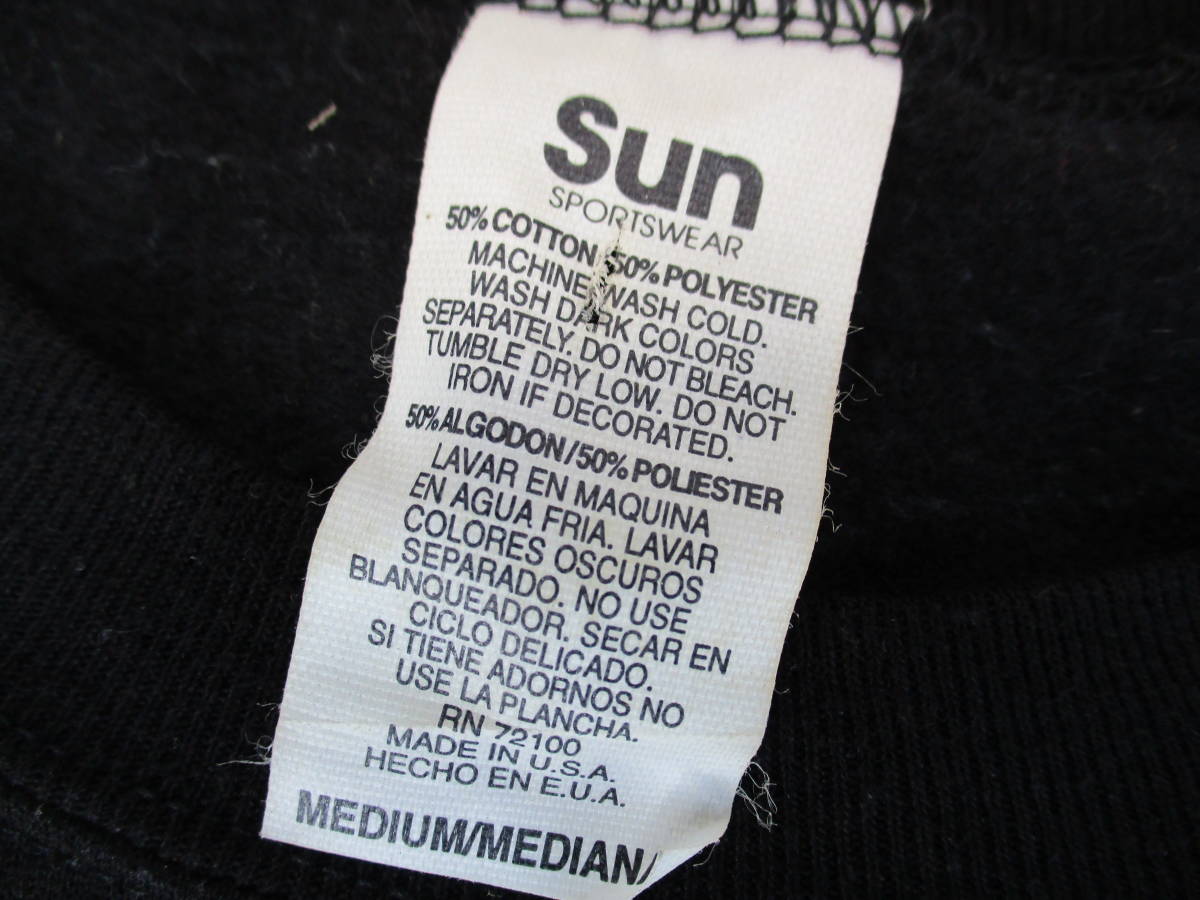 Sun
SPORTSWEAR
50% COTTON/50% POLYESTER
MACHINE WASH COLD.
WASH DARK COLORS
SEPARATELY. DO NOT BLEACH.
TUMBLE DRY LOW. DO NOT
IRON IF DECORATED.
50% ALGODON/50% POLIESTER
LAVAR EN MAQUINA
EN AGUA FRIA. LAVAR
COLORES OSCUROS
SEPARADO. NO USE
BLANQUEADOR. SECAR EN
CICLO DELICADO.
SI TIENE ADORNOS NO
USE LA PLANCHA.
RN 72100
MADE IN U.S.A.
HECHO EN E.U.A.
MEDIUM/MEDIANA